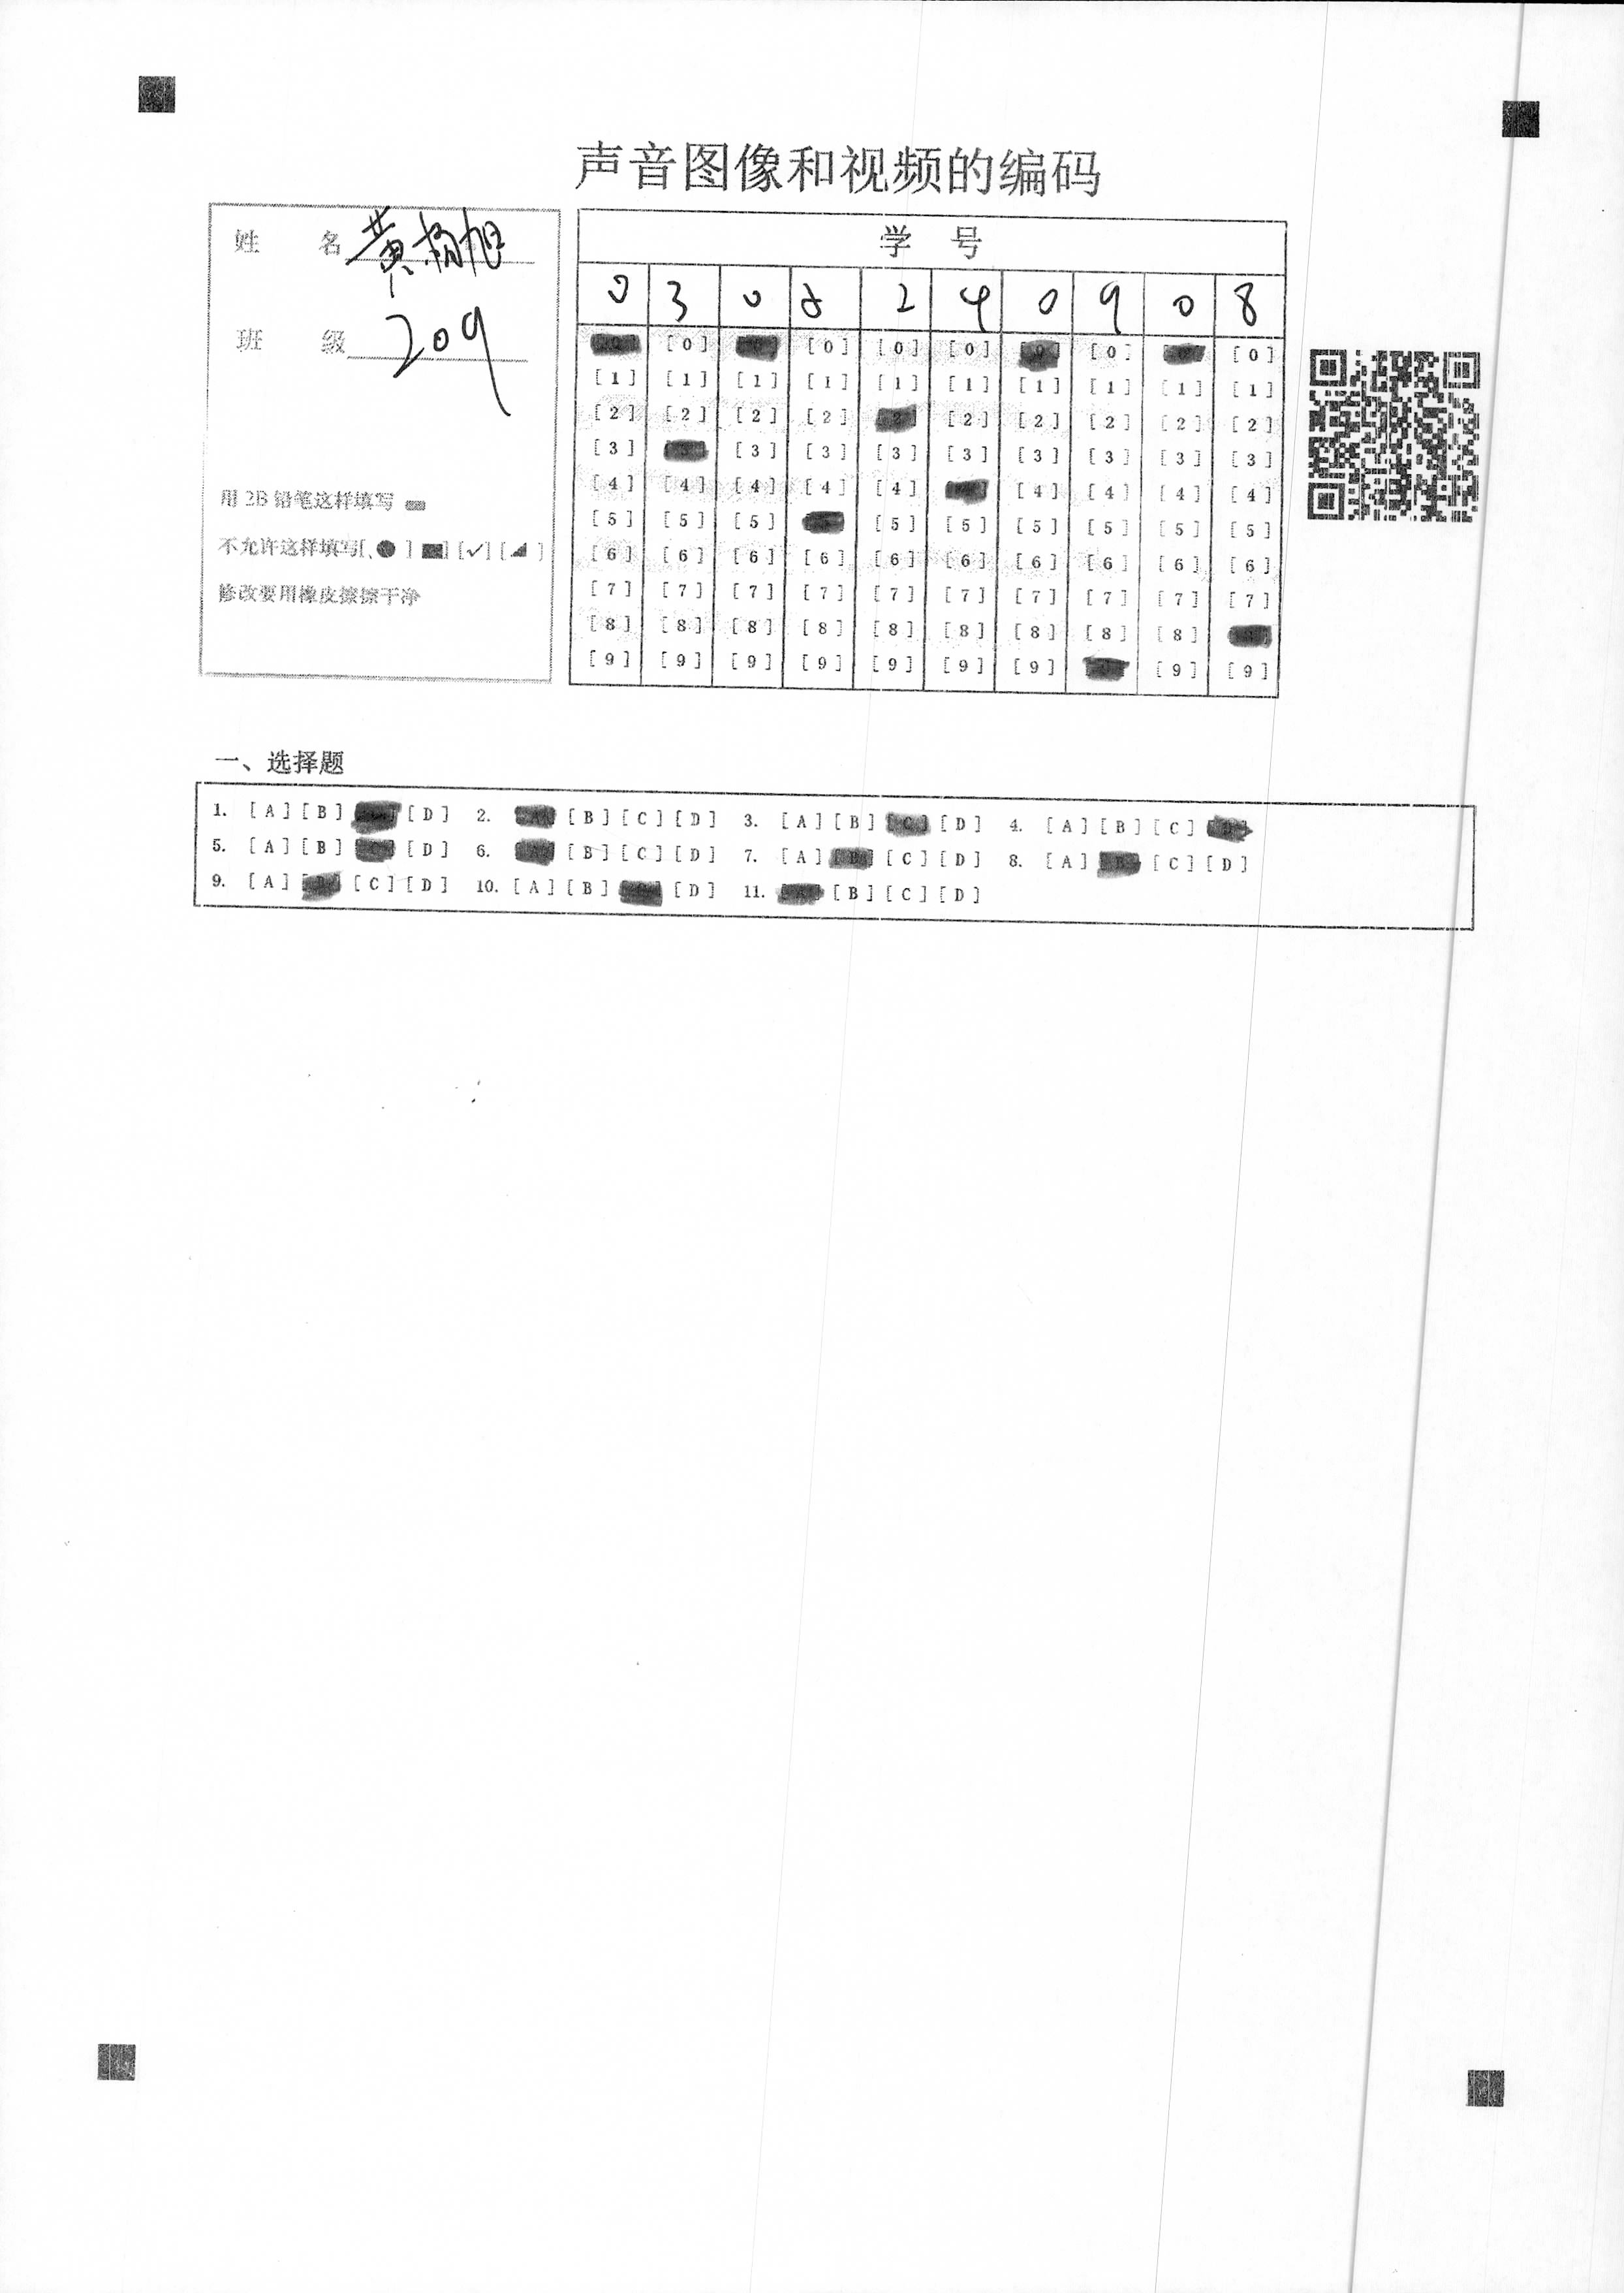 声音图像和视频的编码
姓 名 黄杨旭
班 级 209
用 2B 铅笔这样填写
不允许这样填写[、● ] [■] [✓] [◢ ]
修改要用橡皮擦擦干净
学 号
0 3 0 5 2 4 0 9 0 8
[0] [0] [0] [0] [0] [0]
[1] [1] [1] [1] [1] [1] [1] [1] [1] [1]
[2] [2] [2] [2] [2] [2] [2] [2] [2]
[3] [3] [3] [3] [3] [3] [3] [3] [3]
[4] [4] [4] [4] [4] [4] [4] [4] [4]
[5] [5] [5] [5] [5] [5] [5] [5] [5]
[6] [6] [6] [6] [6] [6] [6] [6] [6] [6]
[7] [7] [7] [7] [7] [7] [7] [7] [7] [7]
[8] [8] [8] [8] [8] [8] [8] [8] [8]
[9] [9] [9] [9] [9] [9] [9] [9] [9]
一、选择题
1. [A] [B] [D] 2. [B] [C] [D] 3. [A] [B] [C] [D] 4. [A] [B] [C]
5. [A] [B] [C] [D] 6. [B] [C] [D] 7. [A] [B] [C] [D] 8. [A] [B] [C] [D]
9. [A] [C] [D] 10. [A] [B] [D] 11. [B] [C] [D]